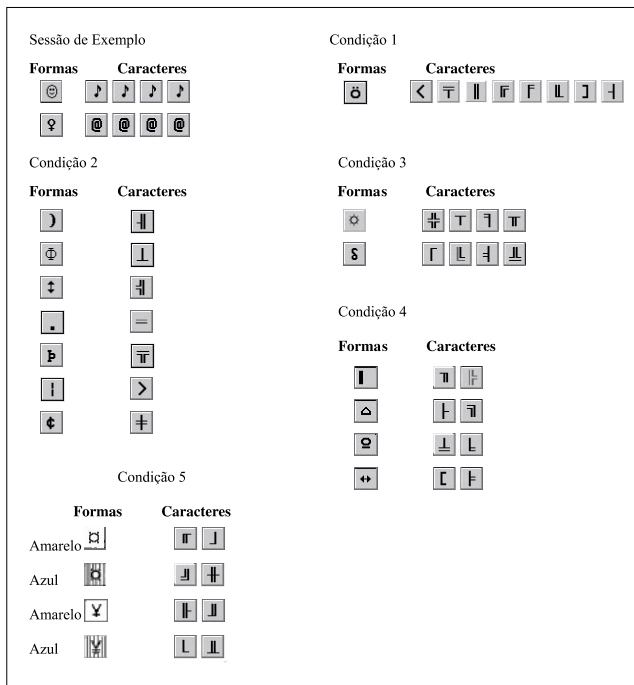 Sessão de Exemplo
Formas Caracteres
☺ ♪ ♪ ♪ ♪
♀ @ @ @ @
Condição 1
Formas Caracteres
ö < ╤ ║ ╔ ╒ ╙ ] ┤
Condição 2
Formas Caracteres
) ╢
Φ ┴
↕ ╣
. ═
Þ ╦
¦ >
¢ ╪
Condição 3
Formas Caracteres
☼ ╬ ┬ ╕ ╥
δ ┌ ╚ ╡ ╩
Condição 4
Formas Caracteres
▌ ╖ ╠
⌂ ├ ╗
º ╧ ╘
↔ [ ╞
Condição 5
Formas Caracteres
Amarelo ¤ ╓ ┘
Azul ¤ ╝ ╫
Amarelo ¥ ╟ ╜
Azul ¥ └ ╨